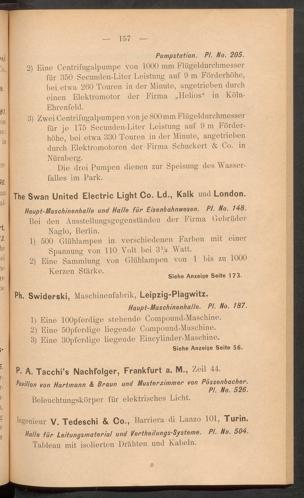 — 157 —
Pumpstation. Pl. No. 205.
2) Eine Centrifugalpumpe von 1000 mm Flügeldurchmesser
für 350 Secunden-Liter Leistung auf 9 m Förderhöhe,
bei etwa 260 Touren in der Minute, angetrieben durch
einen Elektromotor der Firma „Helios“ in Köln-
Ehrenfeld.
3) Zwei Centrifugalpumpen von je 800 mm Flügeldurchmesser
für je 175 Secunden-Liter Leistung auf 9 m Förder-
höhe, bei etwa 330 Touren in der Minute, angetrieben
durch Elektromotoren der Firma Schuckert & Co. in
Nürnberg.
Die drei Pumpen dienen zur Speisung des Wasser-
falles im Park.
The Swan United Electric Light Co. Ld., Kalk und London.
Haupt-Maschinenhalle und Halle für Eisenbahnwesen. Pl. No. 148.
Bei den Ausstellungsgegenständen der Firma Gebrüder
Naglo, Berlin.
1) 500 Glühlampen in verschiedenen Farben mit einer
Spannung von 110 Volt bei 3¼ Watt.
2) Eine Sammlung von Glühlampen von 1 bis zu 1000
Kerzen Stärke.
Siehe Anzeige Seite 173.
Ph. Swiderski, Maschinenfabrik, Leipzig-Plagwitz.
Haupt-Maschinenhalle. Pl. No. 187.
1) Eine 100pferdige stehende Compound-Maschine.
2) Eine 50pferdige liegende Compound-Maschine.
3) Eine 30pferdige liegende Eincylinder-Maschine.
Siehe Anzeige Seite 56.
P. A. Tacchi's Nachfolger, Frankfurt a. M., Zeil 44.
Pavillon von Hartmann & Braun und Musterzimmer von Pössenbacher.
Pl. No. 526.
Beleuchtungskörper für elektrisches Licht.
Ingenieur V. Tedeschi & Co., Barriera di Lanzo 101, Turin.
Halle für Leitungsmaterial und Vertheilungs-Systeme. Pl. No. 504.
Tableau mit isolierten Drähten und Kabeln.